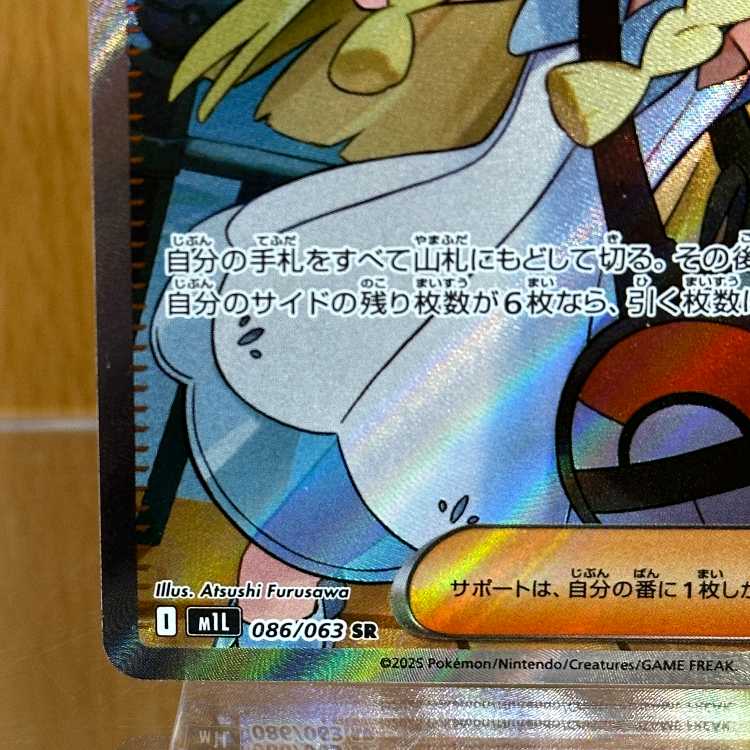 自分の手札をすべて山札にもどして切る。その後
自分のサイドの残り枚数が6枚なら、引く枚数
サポートは、自分の番に1枚し
Illus. Atsushi Furusawa
I M1L 086/063 SR
©2025 Pokémon/Nintendo/Creatures/GAME FREAK